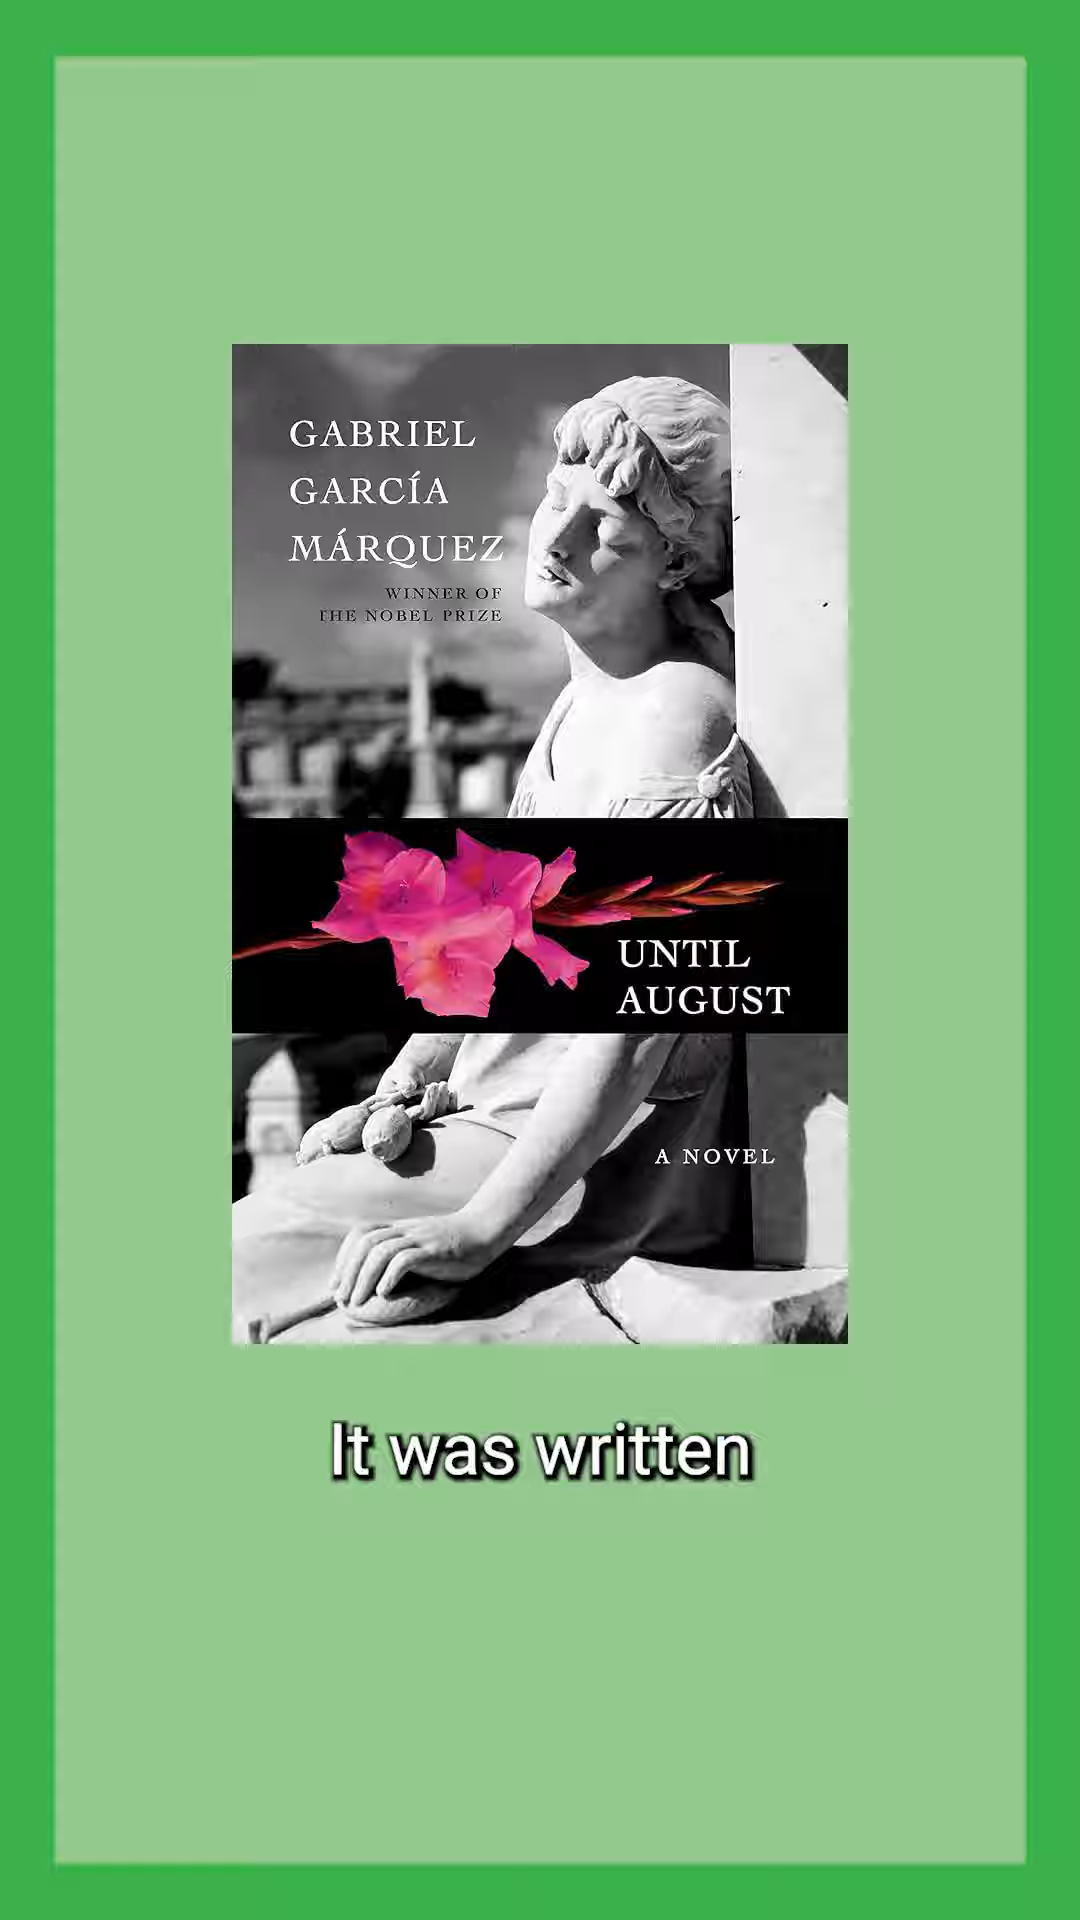 GABRIEL
GARCÍA
MÁRQUEZ
WINNER OF
THE NOBEL PRIZE
UNTIL
AUGUST
A NOVEL
It was written